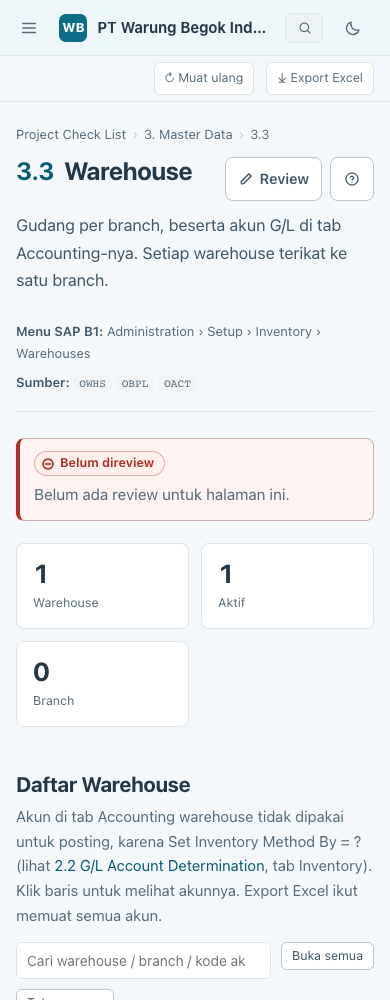 WB PT Warung Begok Ind...
Muat ulang Export Excel
Project Check List › 3. Master Data › 3.3
3.3 Warehouse Review
Gudang per branch, beserta akun G/L di tab
Accounting-nya. Setiap warehouse terikat ke
satu branch.
Menu SAP B1: Administration › Setup › Inventory ›
Warehouses
Sumber: OWHS OBPL OACT
Belum direview
Belum ada review untuk halaman ini.
1
Warehouse
1
Aktif
0
Branch
Daftar Warehouse
Akun di tab Accounting warehouse tidak dipakai
untuk posting, karena Set Inventory Method By = ?
(lihat 2.2 G/L Account Determination, tab Inventory).
Klik baris untuk melihat akunnya. Export Excel ikut
memuat semua akun.
Cari warehouse / branch / kode ak Buka semua